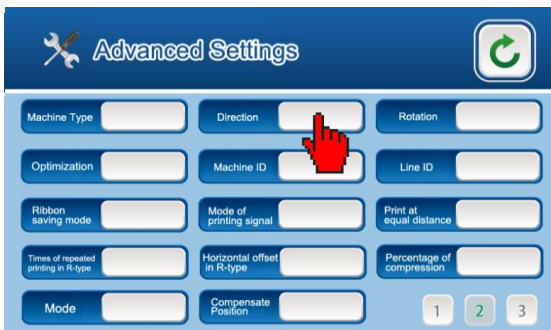 Advanced Settings
Machine Type
Direction
Rotation
Optimization
Machine ID
Line ID
Ribbon
saving mode
Mode of
printing signal
Print at
equal distance
Times of repeated
printing in R-type
Horizontal offset
in R-type
Percentage of
compression
Mode
Compensate
Position
1 2 3